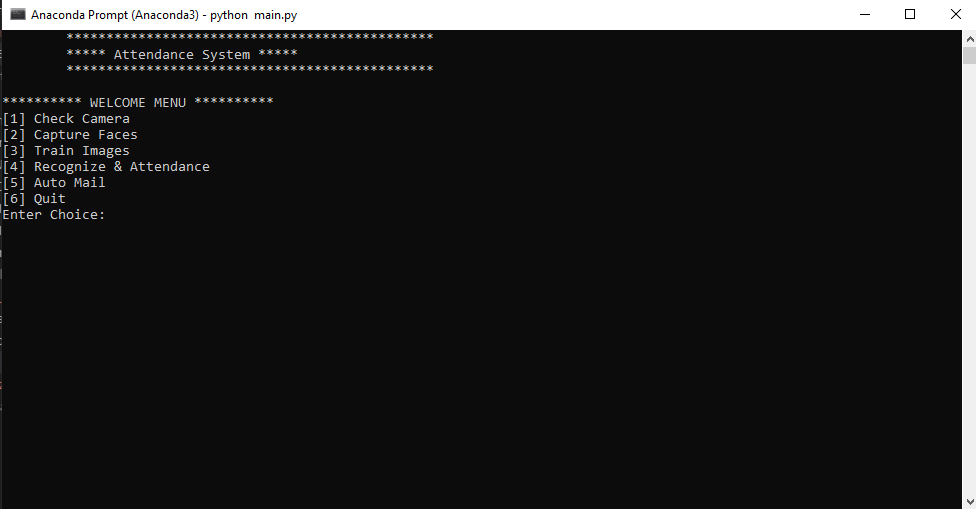 Anaconda Prompt (Anaconda3) - python  main.py
**********************************************
***** Attendance System *****
**********************************************
********** WELCOME MENU **********
[1] Check Camera
[2] Capture Faces
[3] Train Images
[4] Recognize & Attendance
[5] Auto Mail
[6] Quit
Enter Choice: